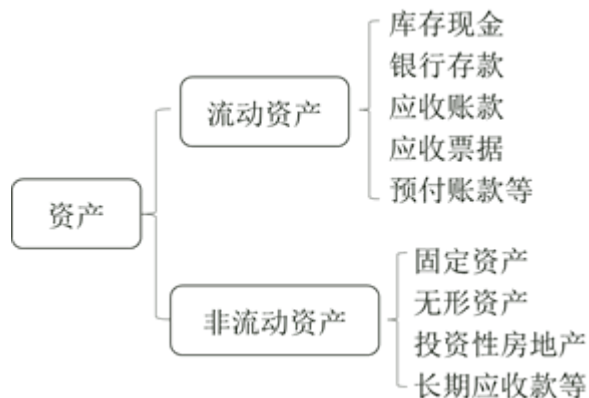 资产
流动资产
库存现金
银行存款
应收账款
应收票据
预付账款等
非流动资产
固定资产
无形资产
投资性房地产
长期应收款等